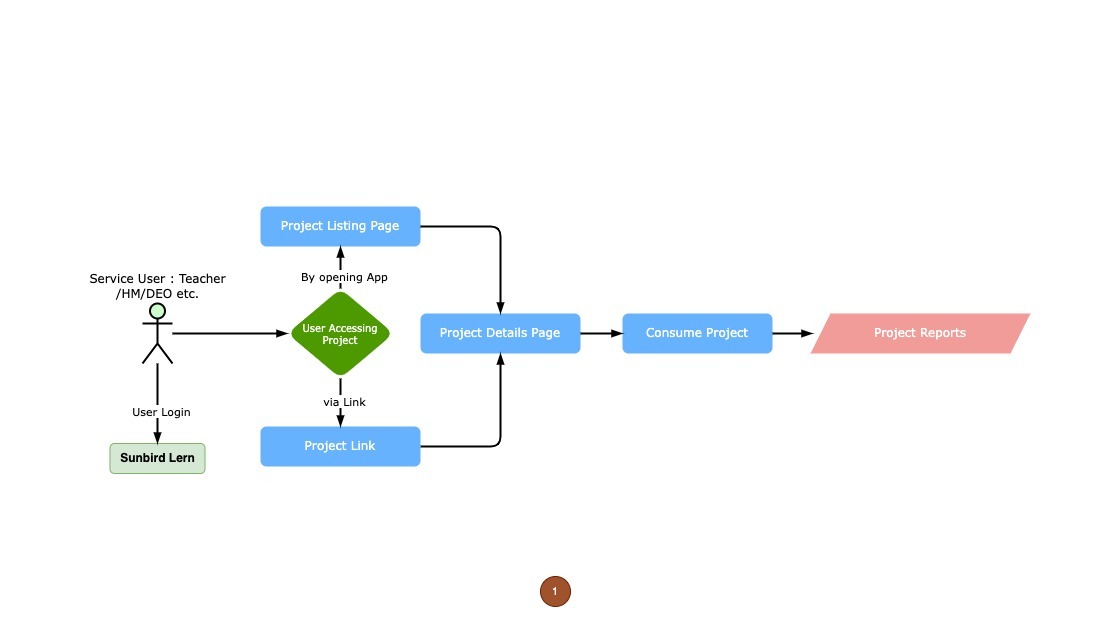 Project Listing Page
By opening App
Service User : Teacher
/HM/DEO etc.
User Accessing
Project
Project Details Page
Consume Project
Project Reports
via Link
User Login
Project Link
Sunbird Lern
1